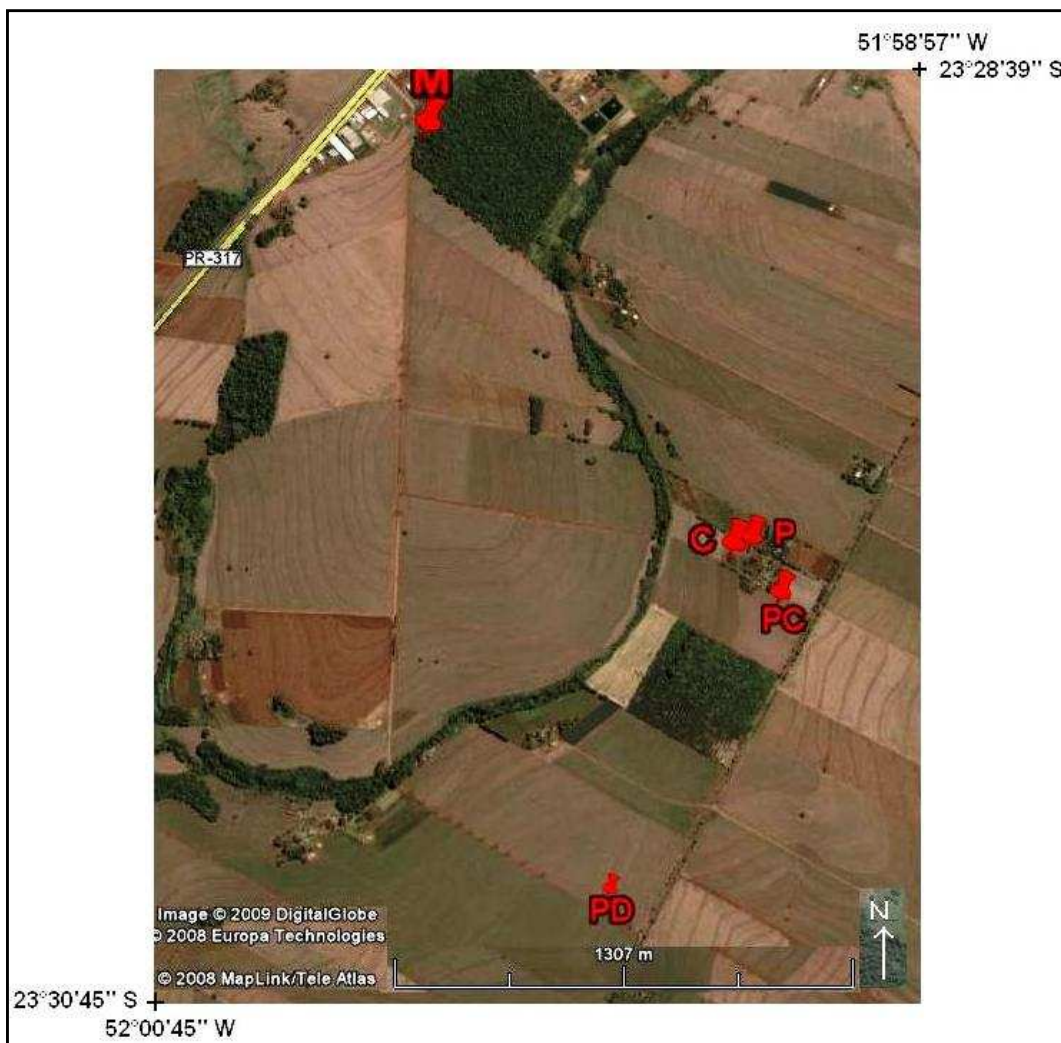 51°58'57'' W
23°28'39'' S
M
PR-317
C P
PC
PD
N
Image © 2009 DigitalGlobe
© 2008 Europa Technologies
1307 m
© 2008 MapLink/Tele Atlas
23°30'45'' S
52°00'45'' W